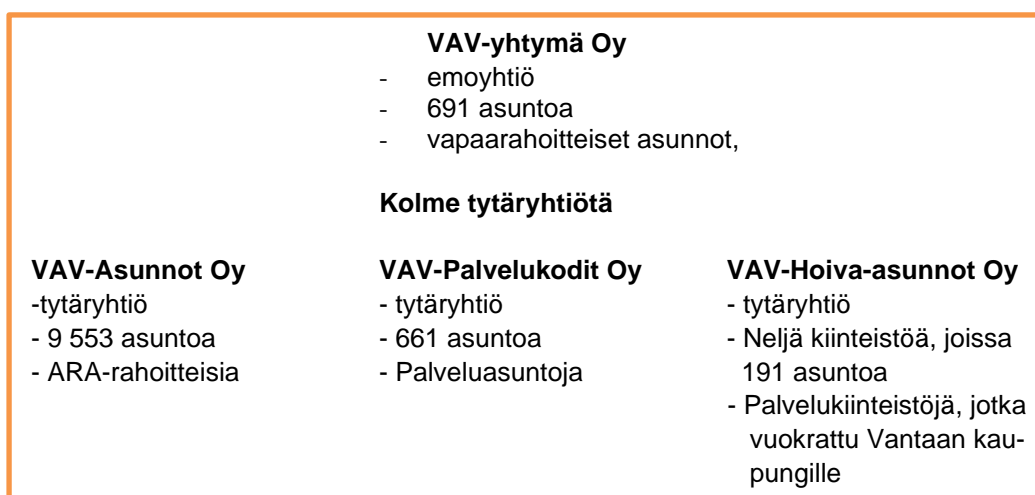 VAV-yhtymä Oy
- emoyhtiö
- 691 asuntoa
- vapaarahoitteiset asunnot,
Kolme tytäryhtiötä
VAV-Asunnot Oy
-tytäryhtiö
- 9 553 asuntoa
- ARA-rahoitteisia
VAV-Palvelukodit Oy
- tytäryhtiö
- 661 asuntoa
- Palveluasuntoja
VAV-Hoiva-asunnot Oy
- tytäryhtiö
- Neljä kiinteistöä, joissa
191 asuntoa
- Palvelukiinteistöjä, jotka
vuokrattu Vantaan kau-
pungille